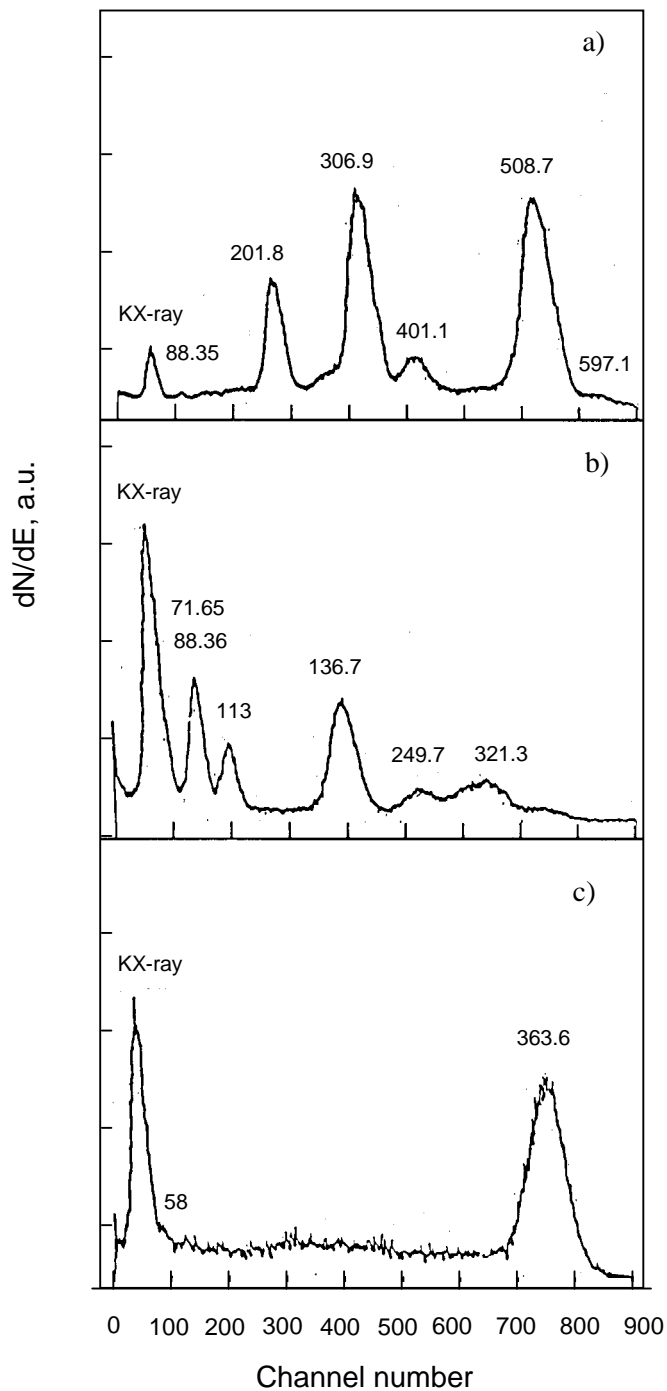 a)
306.9
508.7
201.8
KX-ray
88.35
401.1
597.1
b)
KX-ray
71.65
88.36
136.7
113
249.7
321.3
dN/dE, a.u.
c)
KX-ray
363.6
58
0 100 200 300 400 500 600 700 800 900
Channel number